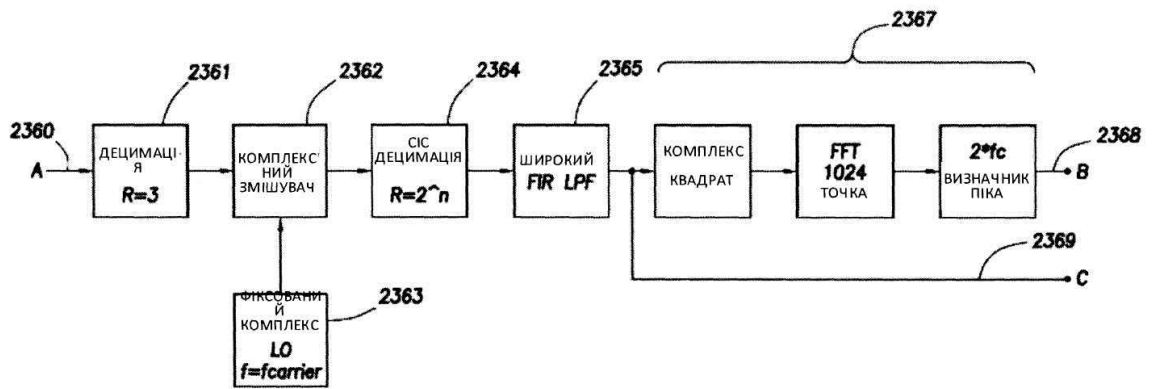 2367
2361
2362
2364
2365
2360
A
ДЕЦИМАЦІ-
Я
R=3
КОМПЛЕКС'
НИЙ
ЗМІШУВАЧ
CIC
ДЕЦИМАЦІЯ
R=2^n
ШИРОКИЙ
FIR LPF
КОМПЛЕКС
КВАДРАТ
FFT
1024
ТОЧКА
2*fc
ВИЗНАЧНИК
ПІКА
2368
B
2369
C
ФІКСОВАНИ
Й
КОМПЛЕКС
LO
f=fcarrier
2363